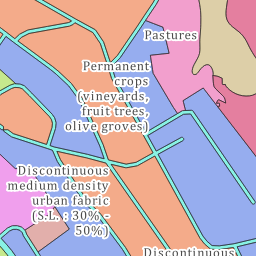 Pastures
Permanent
crops
(vineyards,
fruit trees,
olive groves)
Discontinuous
medium density
urban fabric
(S.L. : 30% -
50%)
Discontinuous